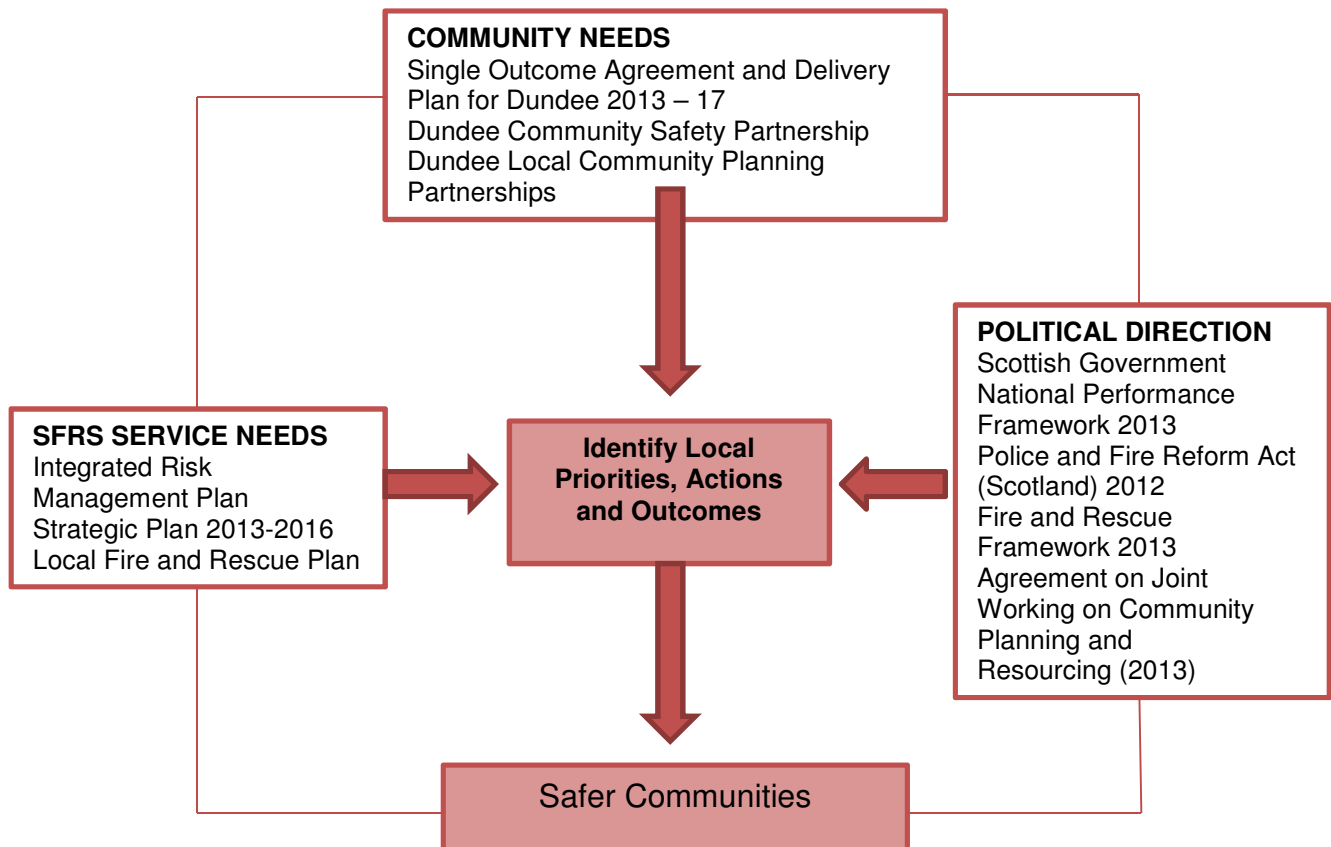 COMMUNITY NEEDS
Single Outcome Agreement and Delivery
Plan for Dundee 2013 – 17
Dundee Community Safety Partnership
Dundee Local Community Planning
Partnerships
POLITICAL DIRECTION
Scottish Government
National Performance
Framework 2013
Police and Fire Reform Act
(Scotland) 2012
Fire and Rescue
Framework 2013
Agreement on Joint
Working on Community
Planning and
Resourcing (2013)
SFRS SERVICE NEEDS
Integrated Risk
Management Plan
Strategic Plan 2013-2016
Local Fire and Rescue Plan
Identify Local
Priorities, Actions
and Outcomes
Safer Communities